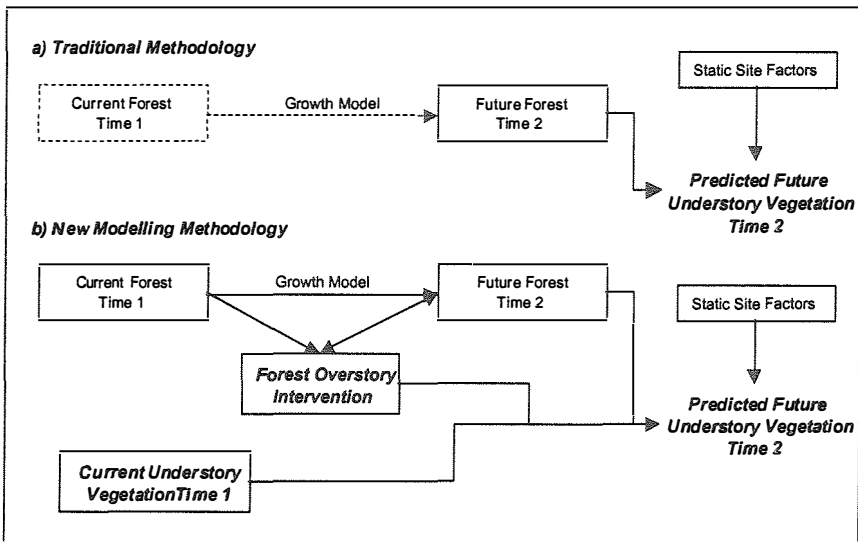 a) Traditional Methodology
Static Site Factors
Current Forest
Time 1
Growth Model
Future Forest
Time 2
Predicted Future
Understory Vegetation
Time 2
b) New Modelling Methodology
Current Forest
Time 1
Growth Model
Future Forest
Time 2
Static Site Factors
Forest Overstory
Intervention
Predicted Future
Understory Vegetation
Time 2
Current Understory
VegetationTime 1